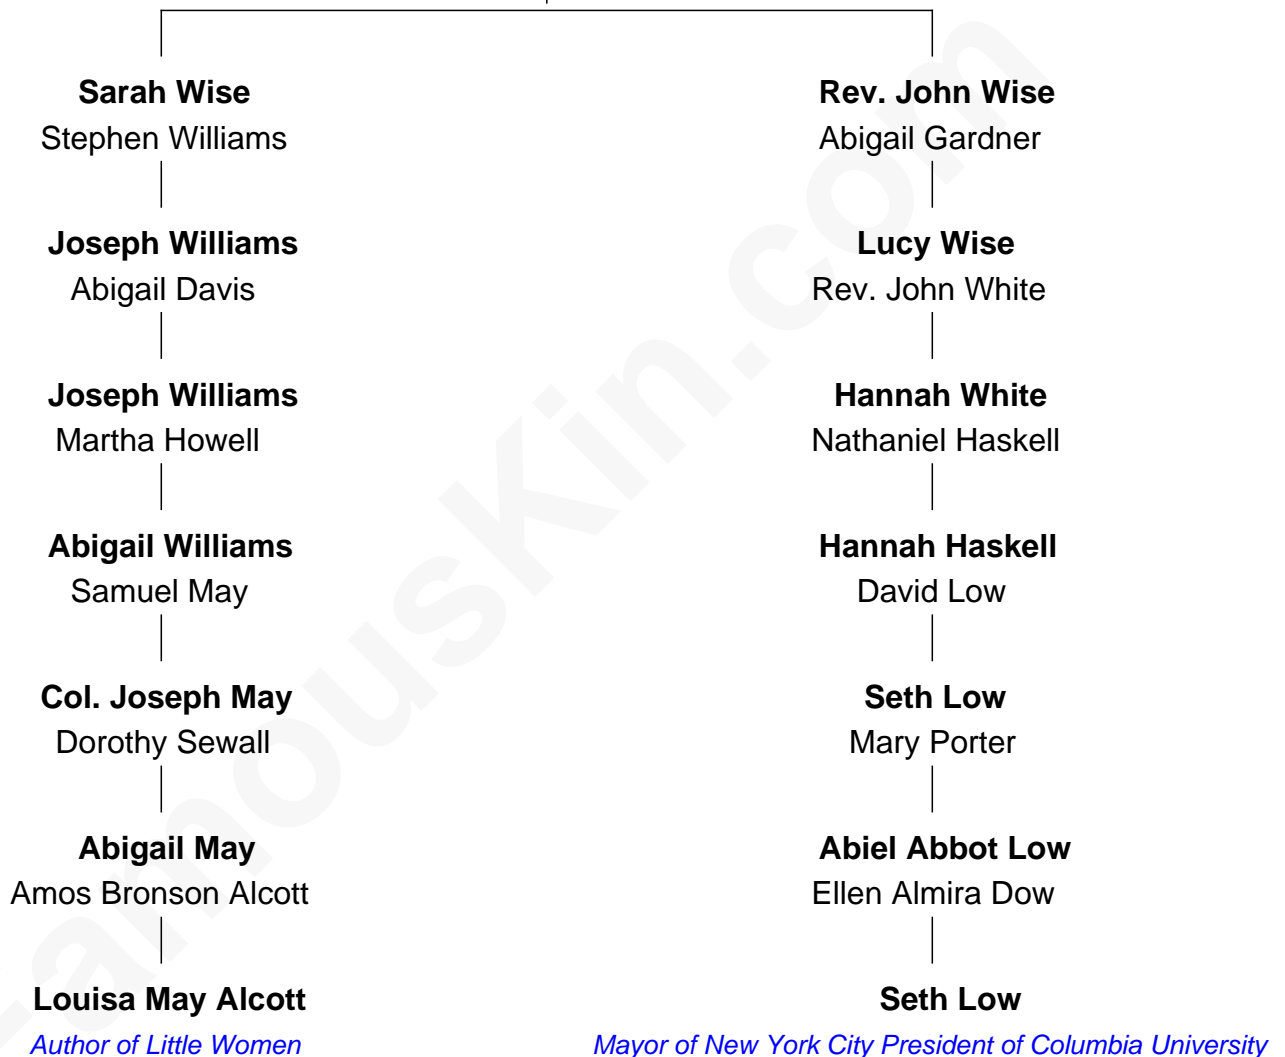 Sarah Wise
Stephen Williams
Rev. John Wise
Abigail Gardner
Joseph Williams
Abigail Davis
Lucy Wise
Rev. John White
Joseph Williams
Martha Howell
Hannah White
Nathaniel Haskell
Abigail Williams
Samuel May
Hannah Haskell
David Low
Col. Joseph May
Dorothy Sewall
Seth Low
Mary Porter
Abigail May
Amos Bronson Alcott
Abiel Abbot Low
Ellen Almira Dow
Louisa May Alcott
Author of Little Women
Seth Low
Mayor of New York City President of Columbia University
FamousKin.com